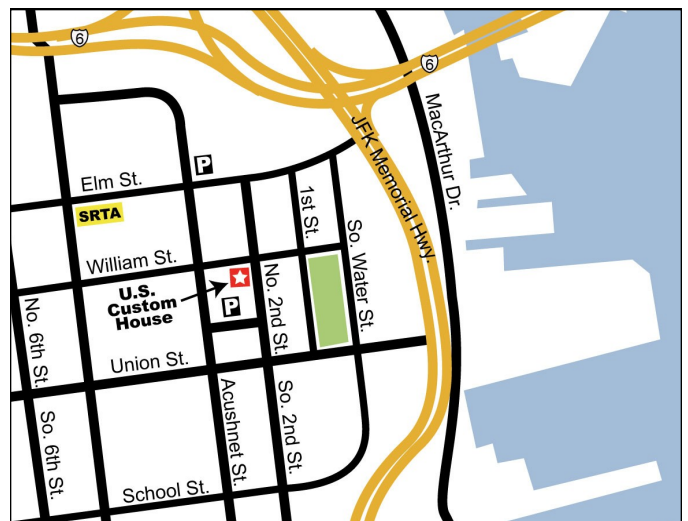 6
6
JFK Memorial Hwy.
MacArthur Dr.
P
Elm St.
SRTA
1st St.
So. Water St.
William St.
U.S.
Custom
House
P
No. 2nd St.
No. 6th St.
Union St.
So. 6th St.
Acushnet St.
So. 2nd St.
School St.